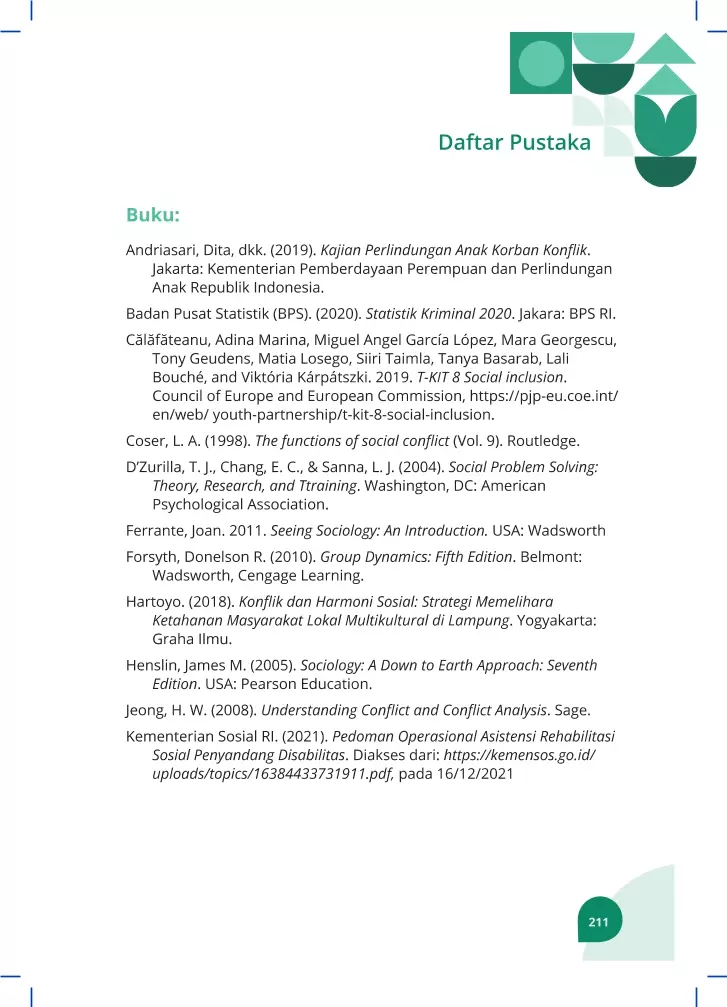 Daftar Pustaka
Buku:
Andriasari, Dita, dkk. (2019). Kajian Perlindungan Anak Korban Konflik.
Jakarta: Kementerian Pemberdayaan Perempuan dan Perlindungan
Anak Republik Indonesia.
Badan Pusat Statistik (BPS). (2020). Statistik Kriminal 2020. Jakara: BPS RI.
Călăfăteanu, Adina Marina, Miguel Angel García López, Mara Georgescu,
Tony Geudens, Matia Losego, Siiri Taimla, Tanya Basarab, Lali
Bouché, and Viktória Kárpátszki. 2019. T-KIT 8 Social inclusion.
Council of Europe and European Commission, https://pjp-eu.coe.int/
en/web/ youth-partnership/t-kit-8-social-inclusion.
Coser, L. A. (1998). The functions of social conflict (Vol. 9). Routledge.
D’Zurilla, T. J., Chang, E. C., & Sanna, L. J. (2004). Social Problem Solving:
Theory, Research, and Ttraining. Washington, DC: American
Psychological Association.
Ferrante, Joan. 2011. Seeing Sociology: An Introduction. USA: Wadsworth
Forsyth, Donelson R. (2010). Group Dynamics: Fifth Edition. Belmont:
Wadsworth, Cengage Learning.
Hartoyo. (2018). Konflik dan Harmoni Sosial: Strategi Memelihara
Ketahanan Masyarakat Lokal Multikultural di Lampung. Yogyakarta:
Graha Ilmu.
Henslin, James M. (2005). Sociology: A Down to Earth Approach: Seventh
Edition. USA: Pearson Education.
Jeong, H. W. (2008). Understanding Conflict and Conflict Analysis. Sage.
Kementerian Sosial RI. (2021). Pedoman Operasional Asistensi Rehabilitasi
Sosial Penyandang Disabilitas. Diakses dari: https://kemensos.go.id/
uploads/topics/16384433731911.pdf, pada 16/12/2021
211